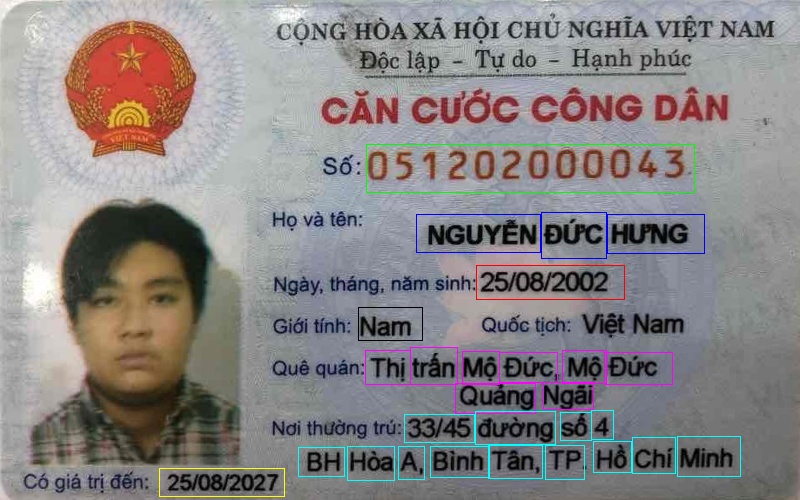 CỘNG HÒA XÃ HỘI CHỦ NGHĨA VIỆT NAM
Độc lập - Tự do - Hạnh phúc
CĂN CƯỚC CÔNG DÂN
Số: 051202000043
Họ và tên: NGUYỄN ĐỨC HƯNG
Ngày, tháng, năm sinh: 25/08/2002
Giới tính: Nam Quốc tịch: Việt Nam
Quê quán: Thị trấn Mộ Đức, Mộ Đức
Quảng Ngãi
Nơi thường trú: 33/45 đường số 4
BH Hòa A, Bình Tân, TP. Hồ Chí Minh
Có giá trị đến: 25/08/2027
VIỆT NAM